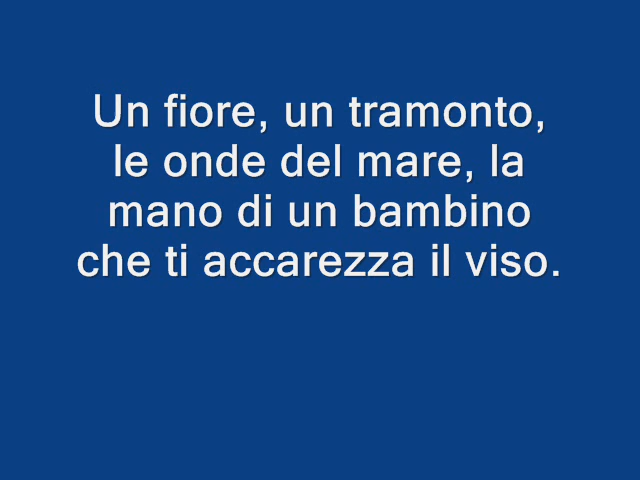 Un fiore, un tramonto,
le onde del mare, la
mano di un bambino
che ti accarezza il viso.